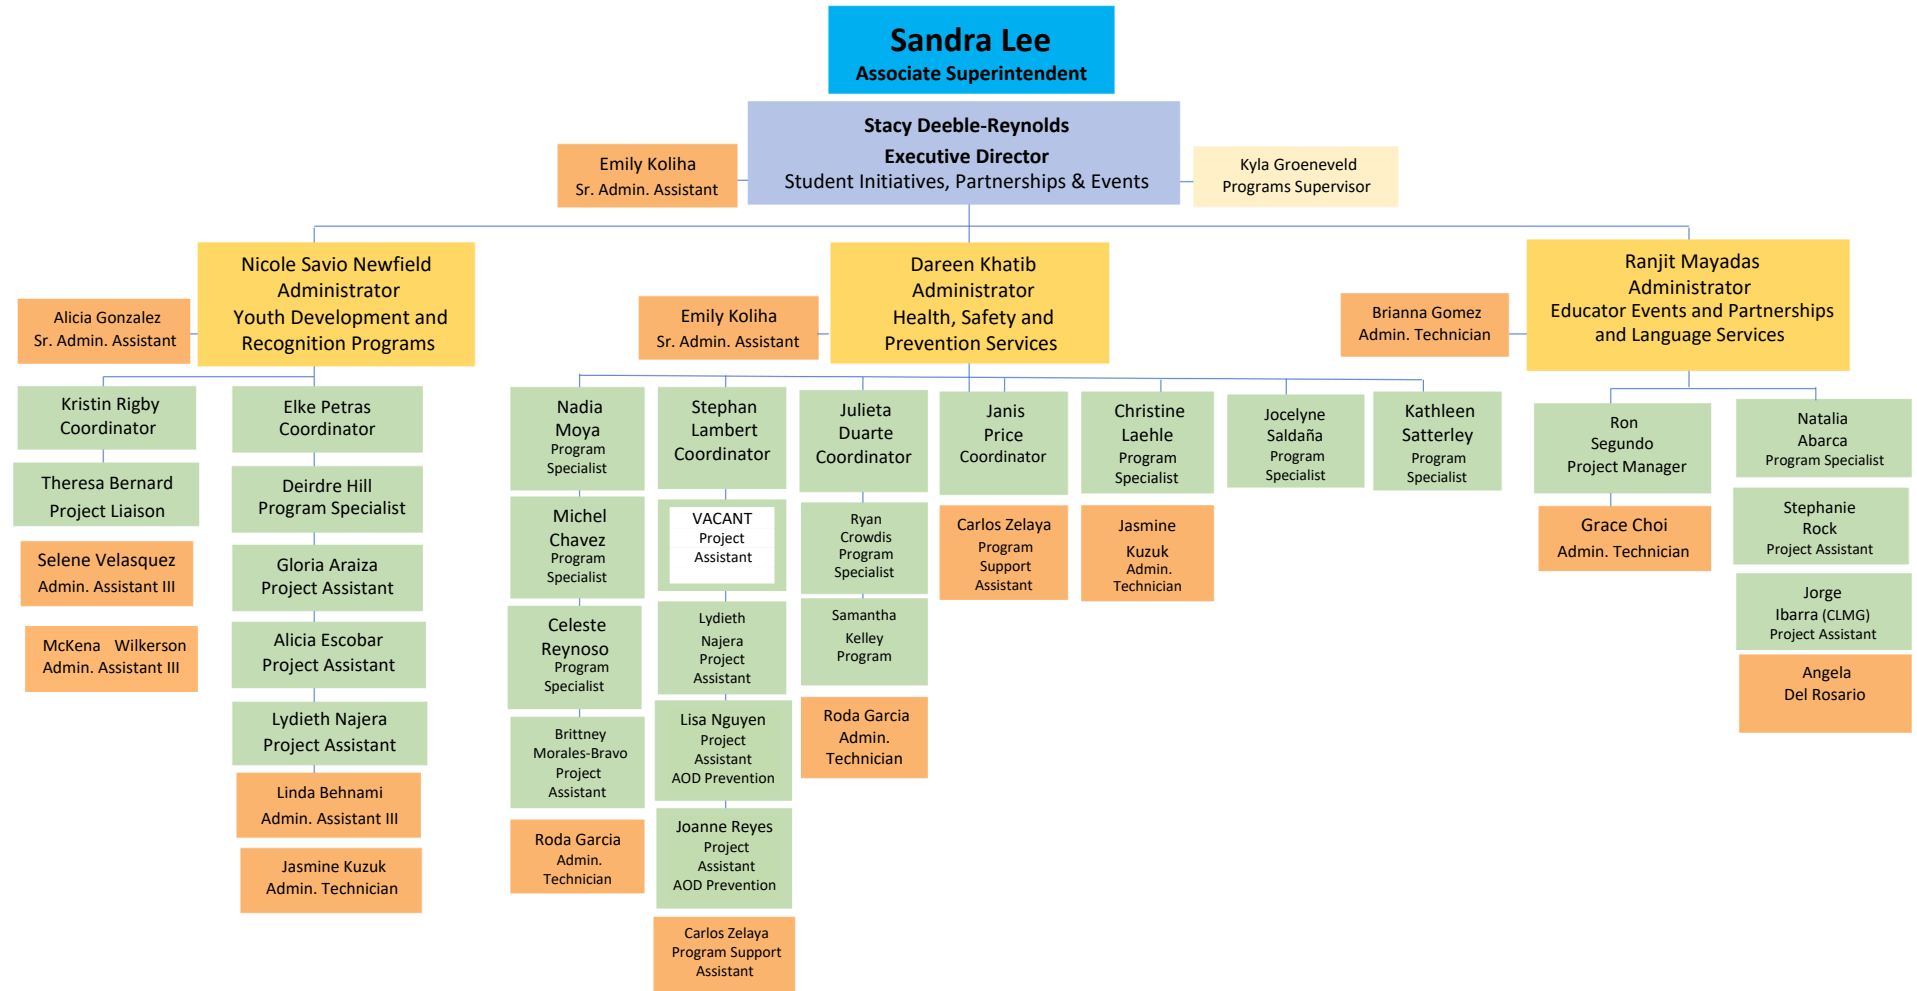 Sandra Lee
Associate Superintendent
Stacy Deeble-Reynolds
Executive Director
Student Initiatives, Partnerships & Events
Emily Koliha
Sr. Admin. Assistant
Kyla Groeneveld
Programs Supervisor
Nicole Savio Newfield
Administrator
Youth Development and
Recognition Programs
Alicia Gonzalez
Sr. Admin. Assistant
Dareen Khatib
Administrator
Health, Safety and
Prevention Services
Emily Koliha
Sr. Admin. Assistant
Ranjit Mayadas
Administrator
Educator Events and Partnerships
and Language Services
Brianna Gomez
Admin. Technician
Kristin Rigby
Coordinator
Theresa Bernard
Project Liaison
Selene Velasquez
Admin. Assistant III
McKena Wilkerson
Admin. Assistant III
Elke Petras
Coordinator
Deirdre Hill
Program Specialist
Gloria Araiza
Project Assistant
Alicia Escobar
Project Assistant
Lydieth Najera
Project Assistant
Linda Behnami
Admin. Assistant III
Jasmine Kuzuk
Admin. Technician
Nadia
Moya
Program
Specialist
Michel
Chavez
Program
Specialist
Celeste
Reynoso
Program
Specialist
Brittney
Morales-Bravo
Project
Assistant
Roda Garcia
Admin.
Technician
Stephan
Lambert
Coordinator
VACANT
Project
Assistant
Lydieth
Najera
Project
Assistant
Lisa Nguyen
Project
Assistant
AOD Prevention
Joanne Reyes
Project
Assistant
AOD Prevention
Carlos Zelaya
Program Support
Assistant
Julieta
Duarte
Coordinator
Ryan
Crowdis
Program
Specialist
Samantha
Kelley
Program
Roda Garcia
Admin.
Technician
Janis
Price
Coordinator
Carlos Zelaya
Program
Support
Assistant
Christine
Laehle
Program
Specialist
Jasmine
Kuzuk
Admin.
Technician
Jocelyne
Saldaña
Program
Specialist
Kathleen
Satterley
Program
Specialist
Ron
Segundo
Project Manager
Grace Choi
Admin. Technician
Natalia
Abarca
Program Specialist
Stephanie
Rock
Project Assistant
Jorge
Ibarra (CLMG)
Project Assistant
Angela
Del Rosario